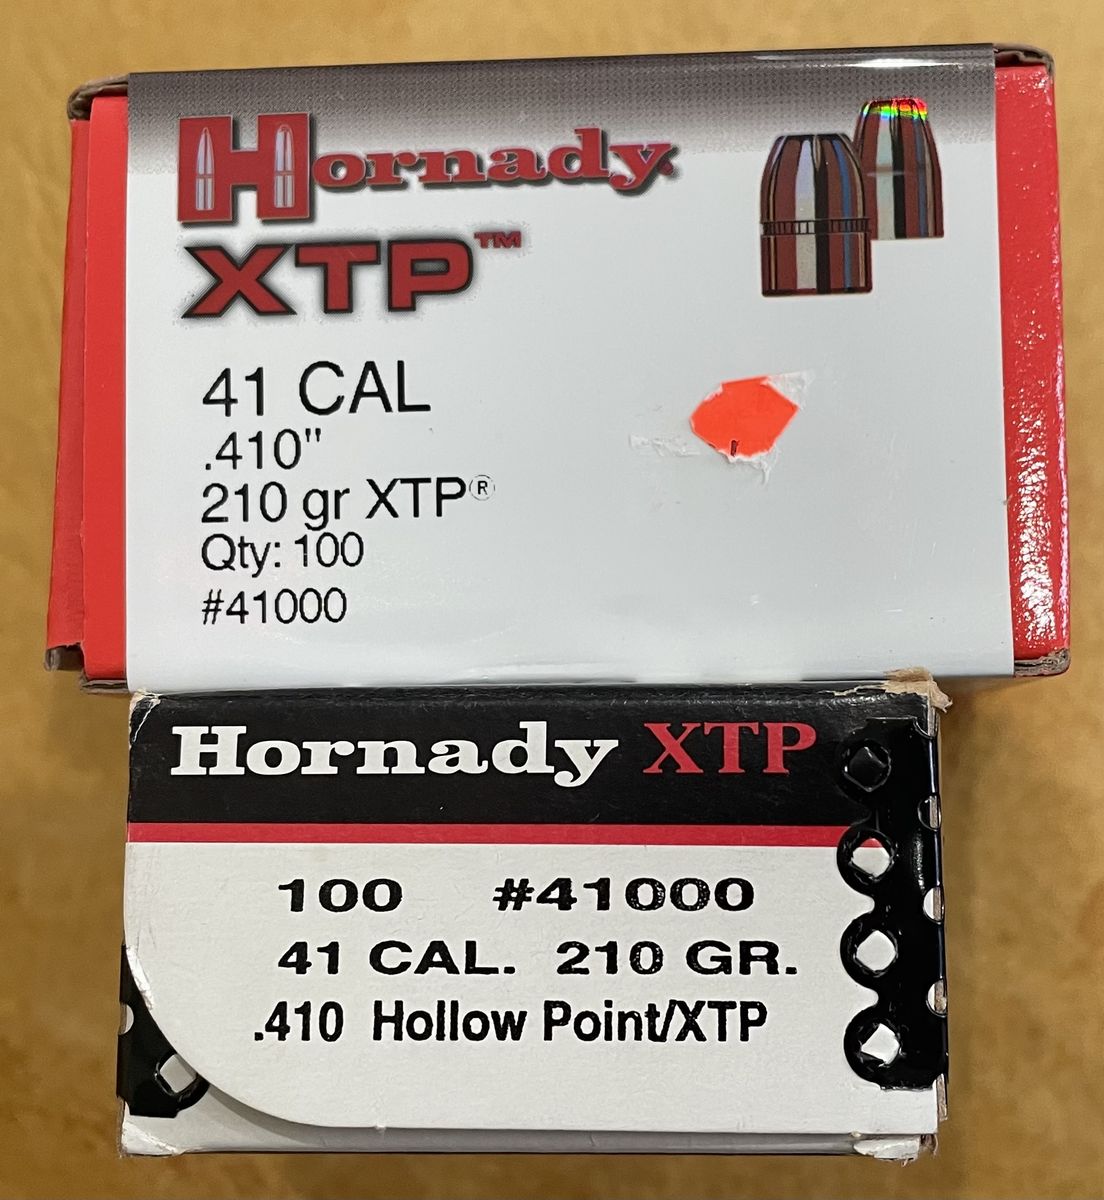 Hornady
XTP™
41 CAL
.410"
210 gr XTP®
Qty: 100
#41000
Hornady XTP
100 #41000
41 CAL. 210 GR.
.410 Hollow Point/XTP